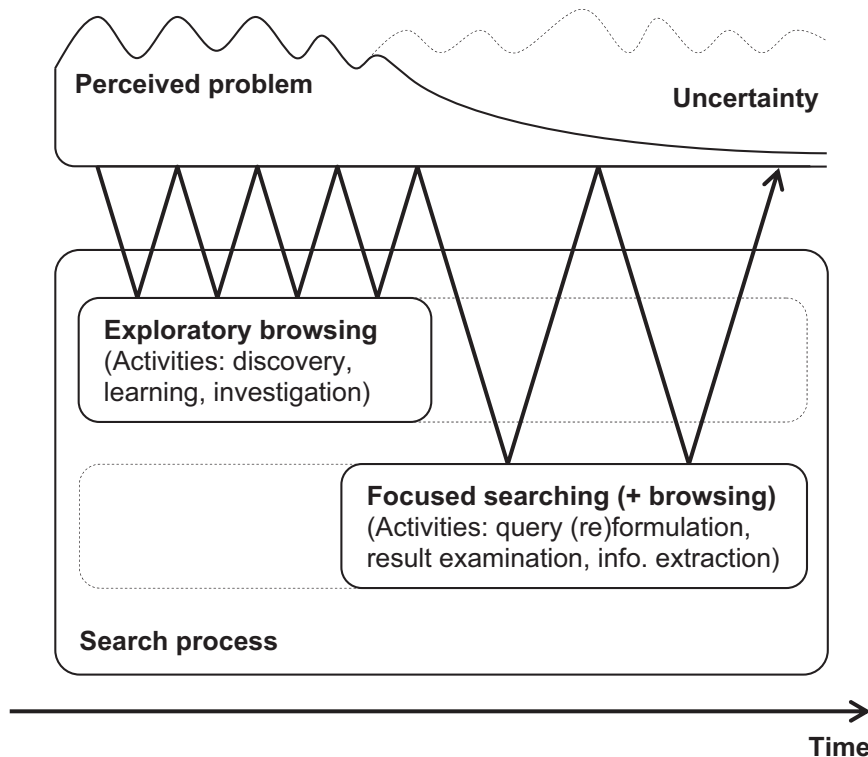 Perceived problem
Uncertainty
Exploratory browsing
(Activities: discovery,
learning, investigation)
Focused searching (+ browsing)
(Activities: query (re)formulation,
result examination, info. extraction)
Search process
Time